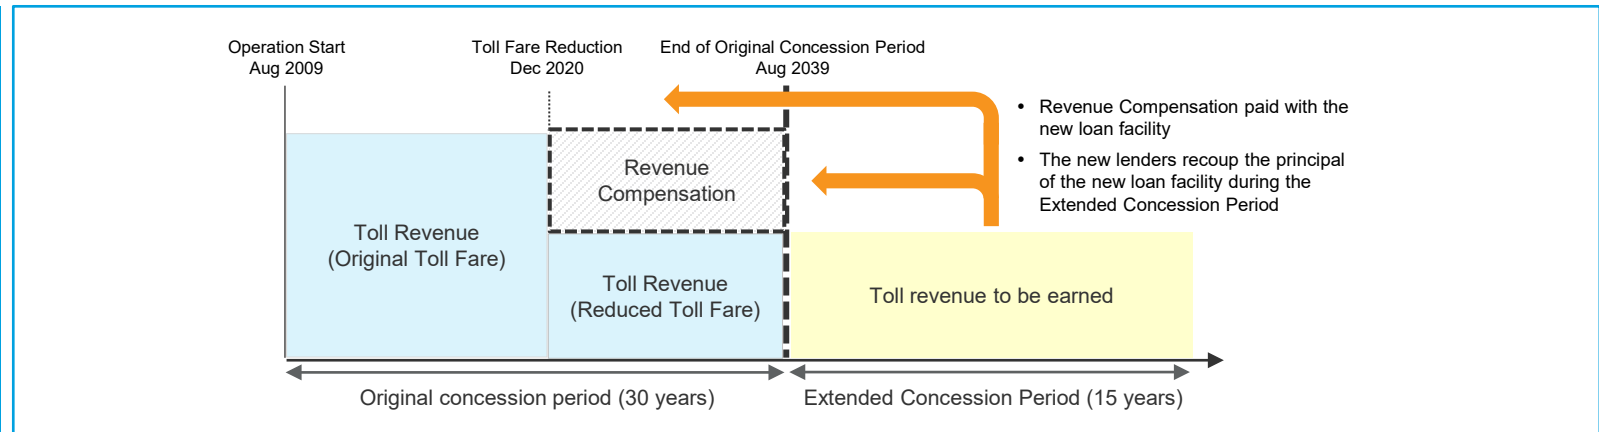 Operation Start
Aug 2009
Toll Fare Reduction
Dec 2020
End of Original Concession Period
Aug 2039
• Revenue Compensation paid with the
new loan facility
• The new lenders recoup the principal
of the new loan facility during the
Extended Concession Period
Revenue
Compensation
Toll Revenue
(Original Toll Fare)
Toll Revenue
(Reduced Toll Fare)
Toll revenue to be earned
Original concession period (30 years)
Extended Concession Period (15 years)